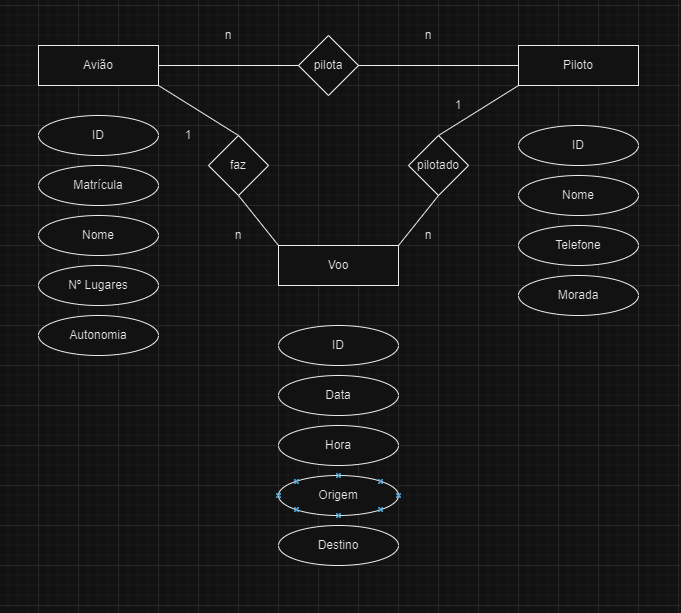 n
n
Avião
pilota
Piloto
1
1
ID
Matrícula
Nome
Nº Lugares
Autonomia
faz
pilotado
ID
Nome
Telefone
Morada
n
n
Voo
ID
Data
Hora
Origem
Destino